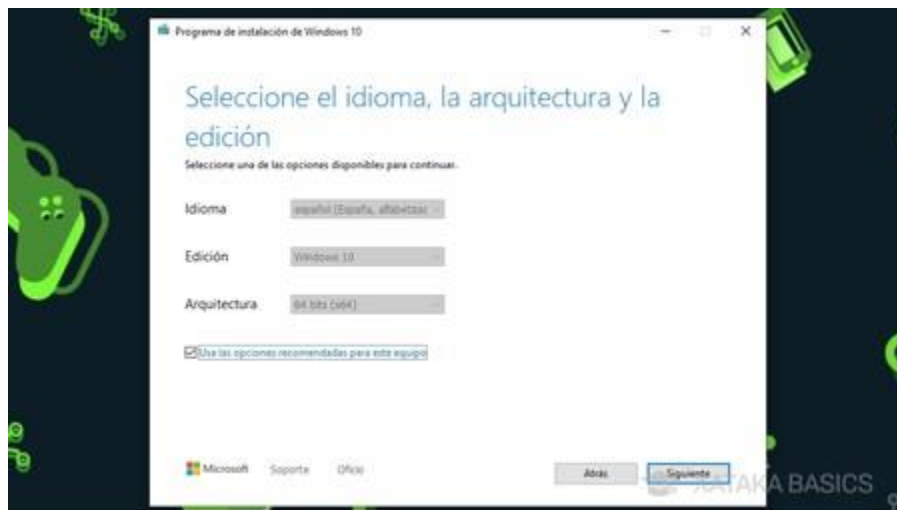 Programa de instalación de Windows 10
Seleccione el idioma, la arquitectura y la
edición
Seleccione una de las opciones disponibles para continuar.
Idioma español (España, alfabetizac
Edición Windows 10
Arquitectura 64 bits (x64)
Usa las opciones recomendadas para este equipo
Microsoft Soporte Oficio Atrás Siguiente
XATAKA BASICS